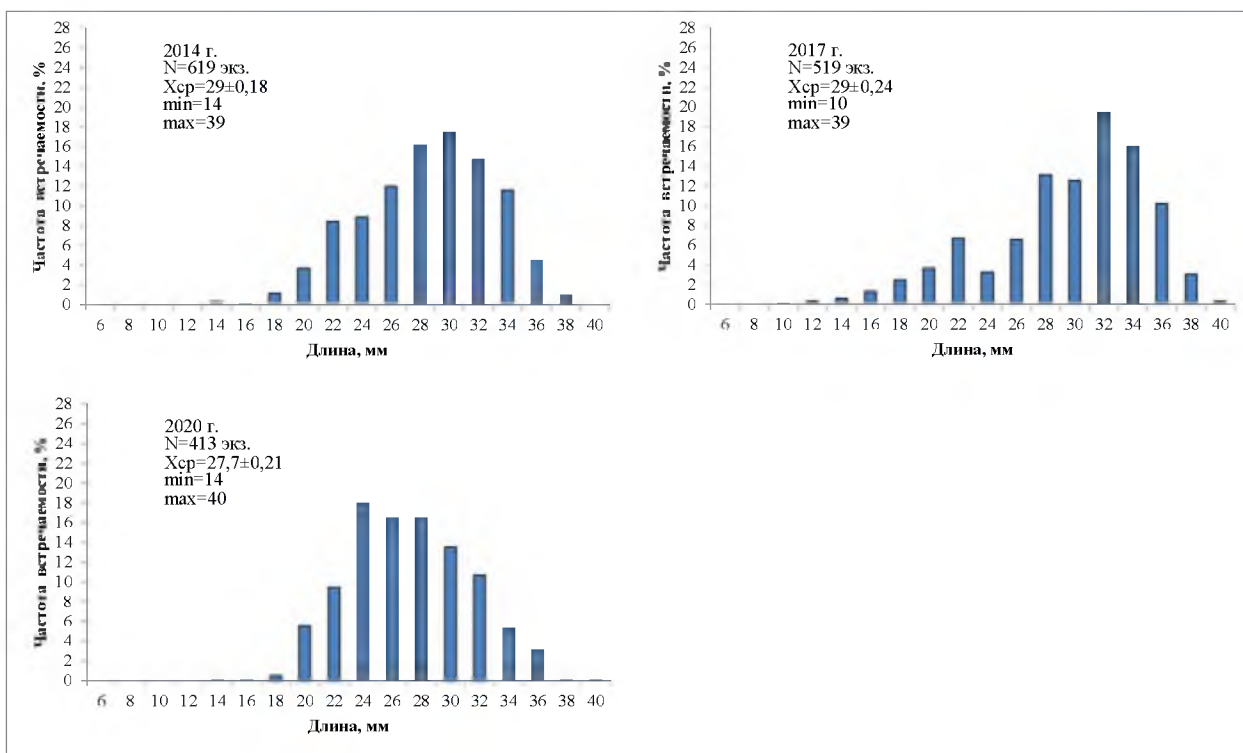 28
26
24
22
20
18
16
14
12
10
8
6
4
2
0
Частота встречаемости, %
2014 г.
N=619 экз.
Xср=29±0,18
min=14
max=39
6 8 10 12 14 16 18 20 22 24 26 28 30 32 34 36 38 40
Длина, мм
28
26
24
22
20
18
16
14
12
10
8
6
4
2
0
Частота встречаемости, %
2017 г.
N=519 экз.
Xср=29±0,24
min=10
max=39
6 8 10 12 14 16 18 20 22 24 26 28 30 32 34 36 38 40
Длина, мм
28
26
24
22
20
18
16
14
12
10
8
6
4
2
0
Частота встречаемости, %
2020 г.
N=413 экз.
Xср=27,7±0,21
min=14
max=40
6 8 10 12 14 16 18 20 22 24 26 28 30 32 34 36 38 40
Длина, мм